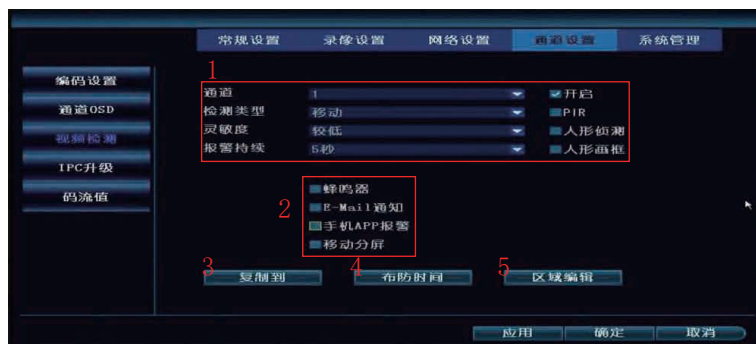 常规设置 录像设置 网络设置 通道设置 系统管理
1
编码设置
通道OSD
视频检测
IPC升级
码流值
通道 1 开启
检测类型 移动 PIR
灵敏度 较低 人形侦测
报警持续 5秒 人形画框
2
蜂鸣器
E-Mail通知
手机APP报警
移动分屏
3 复制到 4 布防时间 5 区域编辑
应用 确定 取消